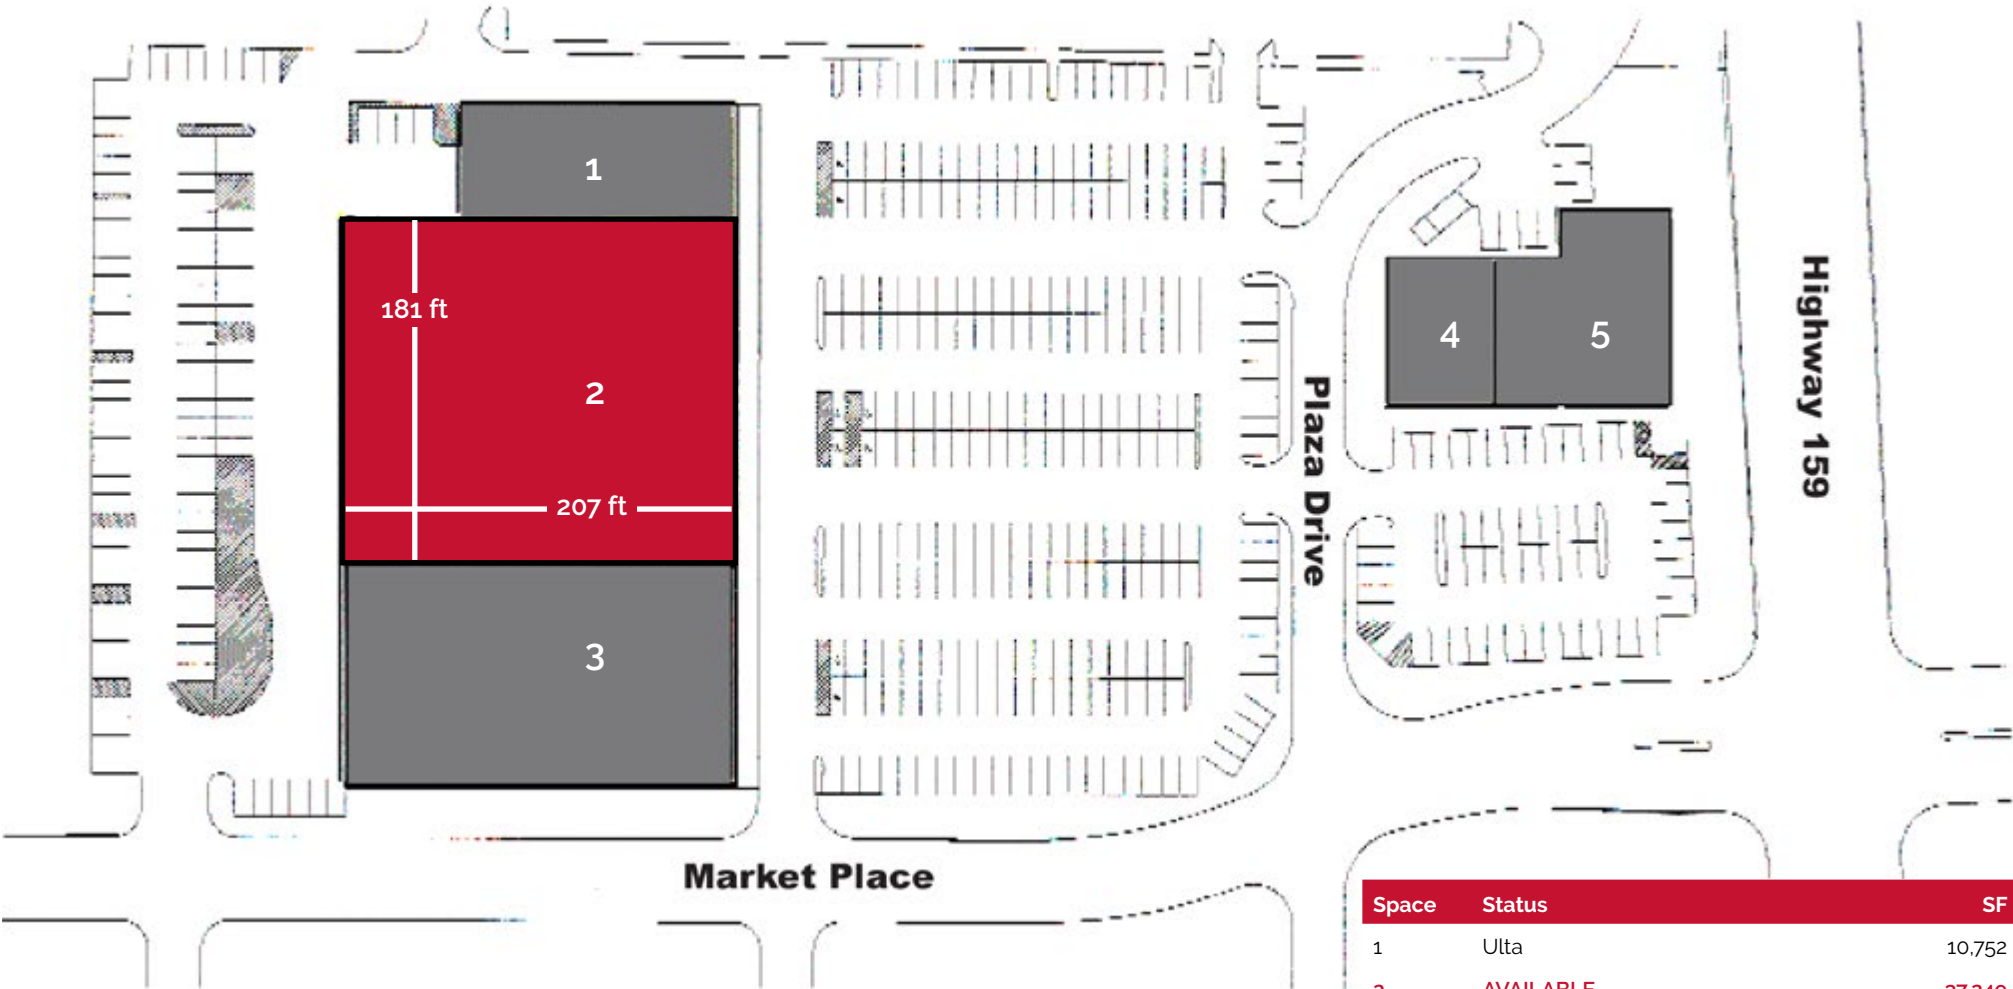 1
181 ft
2
207 ft
3
4
5
Plaza Drive
Highway 159
Market Place
Space Status SF
1 Ulta 10,752
AVAILABLE